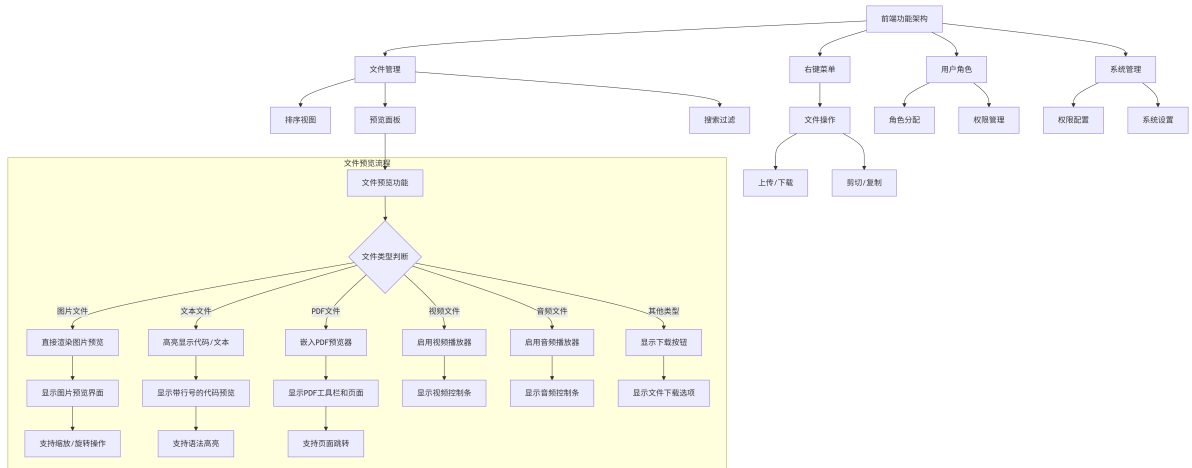 前端功能架构
文件管理
右键菜单
用户角色
系统管理
排序视图
预览面板
搜索过滤
文件操作
角色分配
权限管理
权限配置
系统设置
文件预览流程
文件预览功能
上传/下载
剪切/复制
文件类型判断
图片文件
文本文件
PDF文件
视频文件
音频文件
其他类型
直接渲染图片预览
高亮显示代码/文本
嵌入PDF预览器
启用视频播放器
启用音频播放器
显示下载按钮
显示图片预览界面
显示带行号的代码预览
显示PDF工具栏和页面
显示视频控制条
显示音频控制条
显示文件下载选项
支持缩放/旋转操作
支持语法高亮
支持页面跳转